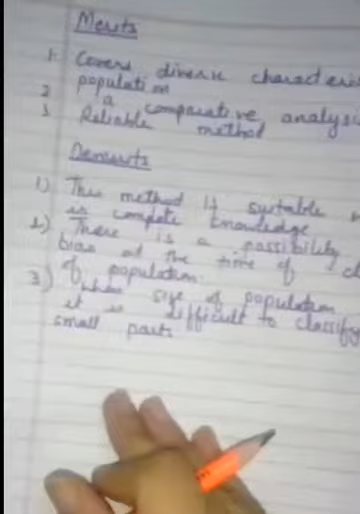 Merits
1. Covers diverse
population
2 a comparative analysis
3 Reliable method
Demerits
1) This method is suitable
is complete knowledge
2) There is a possibility
bias at the time of
of population.
3) When size of population
it is difficult to classify
small parts